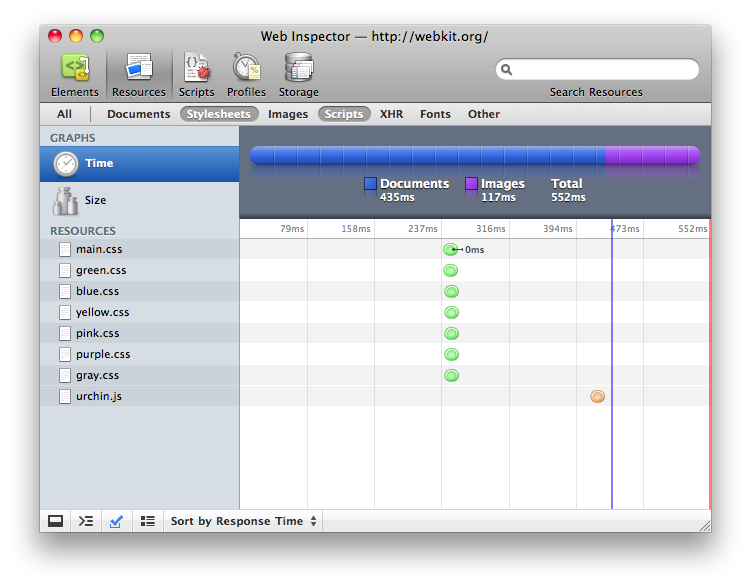 Web Inspector — http://webkit.org/
Elements Resources Scripts Profiles Storage Search Resources
All Documents Stylesheets Images Scripts XHR Fonts Other
GRAPHS
Time
Size
Documents Images Total
435ms 117ms 552ms
RESOURCES 79ms 158ms 237ms 316ms 394ms 473ms 552ms
main.css 0ms
green.css
blue.css
yellow.css
pink.css
purple.css
gray.css
urchin.js
Sort by Response Time